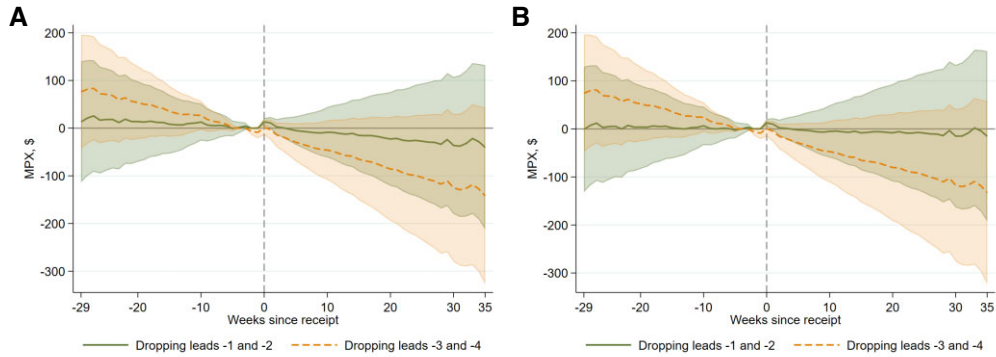 A
MPX, $
200
100
0
-100
-200
-300
-29 -20 -10 0 10 20 30 35
Weeks since receipt
Dropping leads -1 and -2 Dropping leads -3 and -4
B
MPX, $
200
100
0
-100
-200
-300
-29 -20 -10 0 10 20 30 35
Weeks since receipt
Dropping leads -1 and -2 Dropping leads -3 and -4